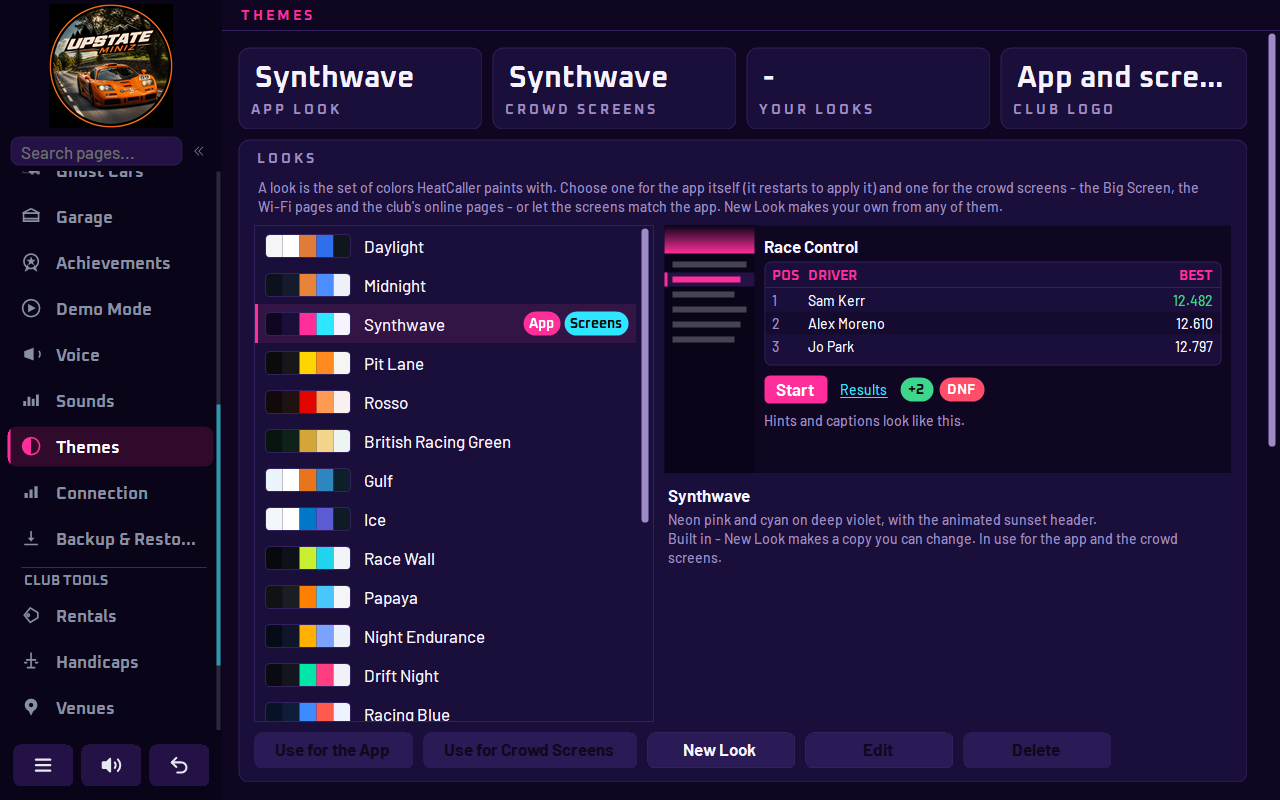 UPSTATE
MINIZ
Search pages...
«
Ghost Cars
Garage
Achievements
Demo Mode
Voice
Sounds
Themes
Connection
Backup & Resto...
CLUB TOOLS
Rentals
Handicaps
Venues
THEMES
Synthwave
APP LOOK
Synthwave
CROWD SCREENS
-
YOUR LOOKS
App and scre...
CLUB LOGO
LOOKS
A look is the set of colors HeatCaller paints with. Choose one for the app itself (it restarts to apply it) and one for the crowd screens - the Big Screen, the
Wi-Fi pages and the club's online pages - or let the screens match the app. New Look makes your own from any of them.
Daylight
Midnight
Synthwave App Screens
Pit Lane
Rosso
British Racing Green
Gulf
Ice
Race Wall
Papaya
Night Endurance
Drift Night
Racing Blue
Race Control
POS DRIVER BEST
1 Sam Kerr 12.482
2 Alex Moreno 12.610
3 Jo Park 12.797
Start Results +2 DNF
Hints and captions look like this.
Synthwave
Neon pink and cyan on deep violet, with the animated sunset header.
Built in - New Look makes a copy you can change. In use for the app and the crowd
screens.
Use for the App Use for Crowd Screens New Look Edit Delete